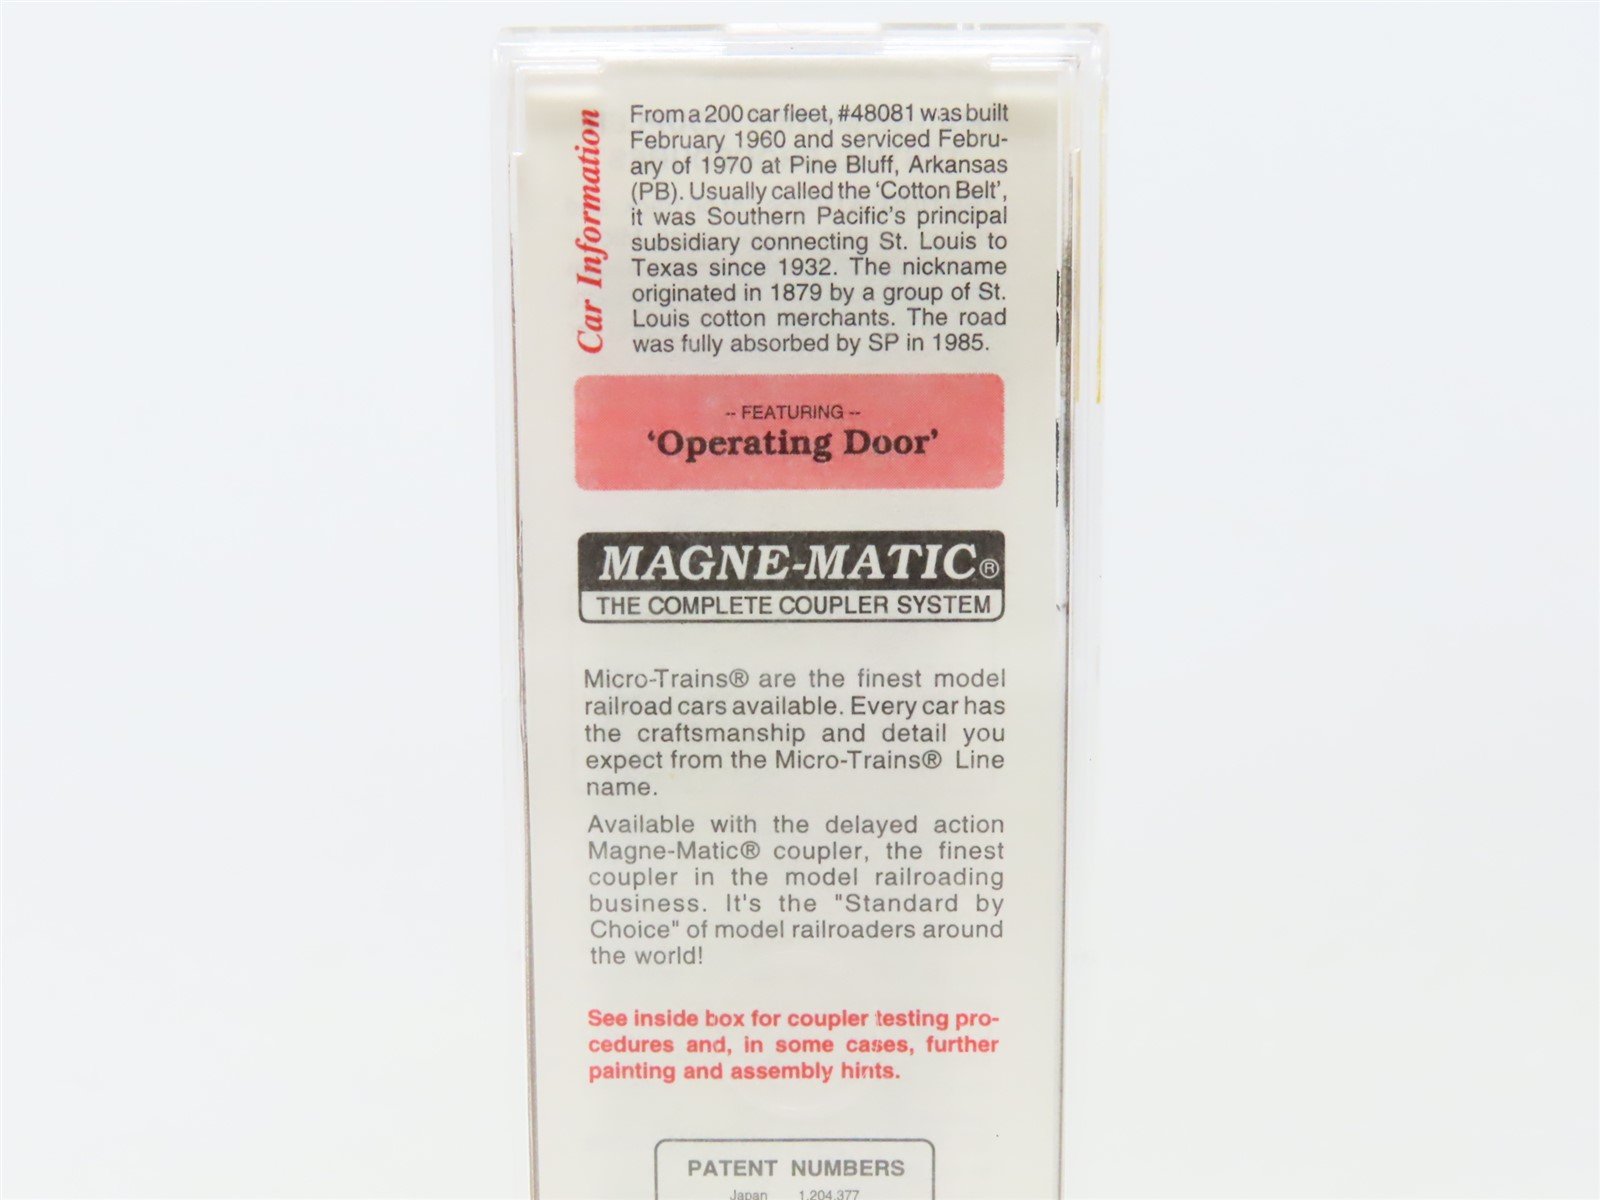 Car Information
From a 200 car fleet, #48081 was built
February 1960 and serviced Febru-
ary of 1970 at Pine Bluff, Arkansas
(PB). Usually called the 'Cotton Belt',
it was Southern Pacific's principal
subsidiary connecting St. Louis to
Texas since 1932. The nickname
originated in 1879 by a group of St.
Louis cotton merchants. The road
was fully absorbed by SP in 1985.
-- FEATURING --
'Operating Door'
MAGNE-MATIC®
THE COMPLETE COUPLER SYSTEM
Micro-Trains® are the finest model
railroad cars available. Every car has
the craftsmanship and detail you
expect from the Micro-Trains® Line
name.
Available with the delayed action
Magne-Matic® coupler, the finest
coupler in the model railroading
business. It's the "Standard by
Choice" of model railroaders around
the world!
See inside box for coupler testing pro-
cedures and, in some cases, further
painting and assembly hints.
PATENT NUMBERS
Japan 1,204,377